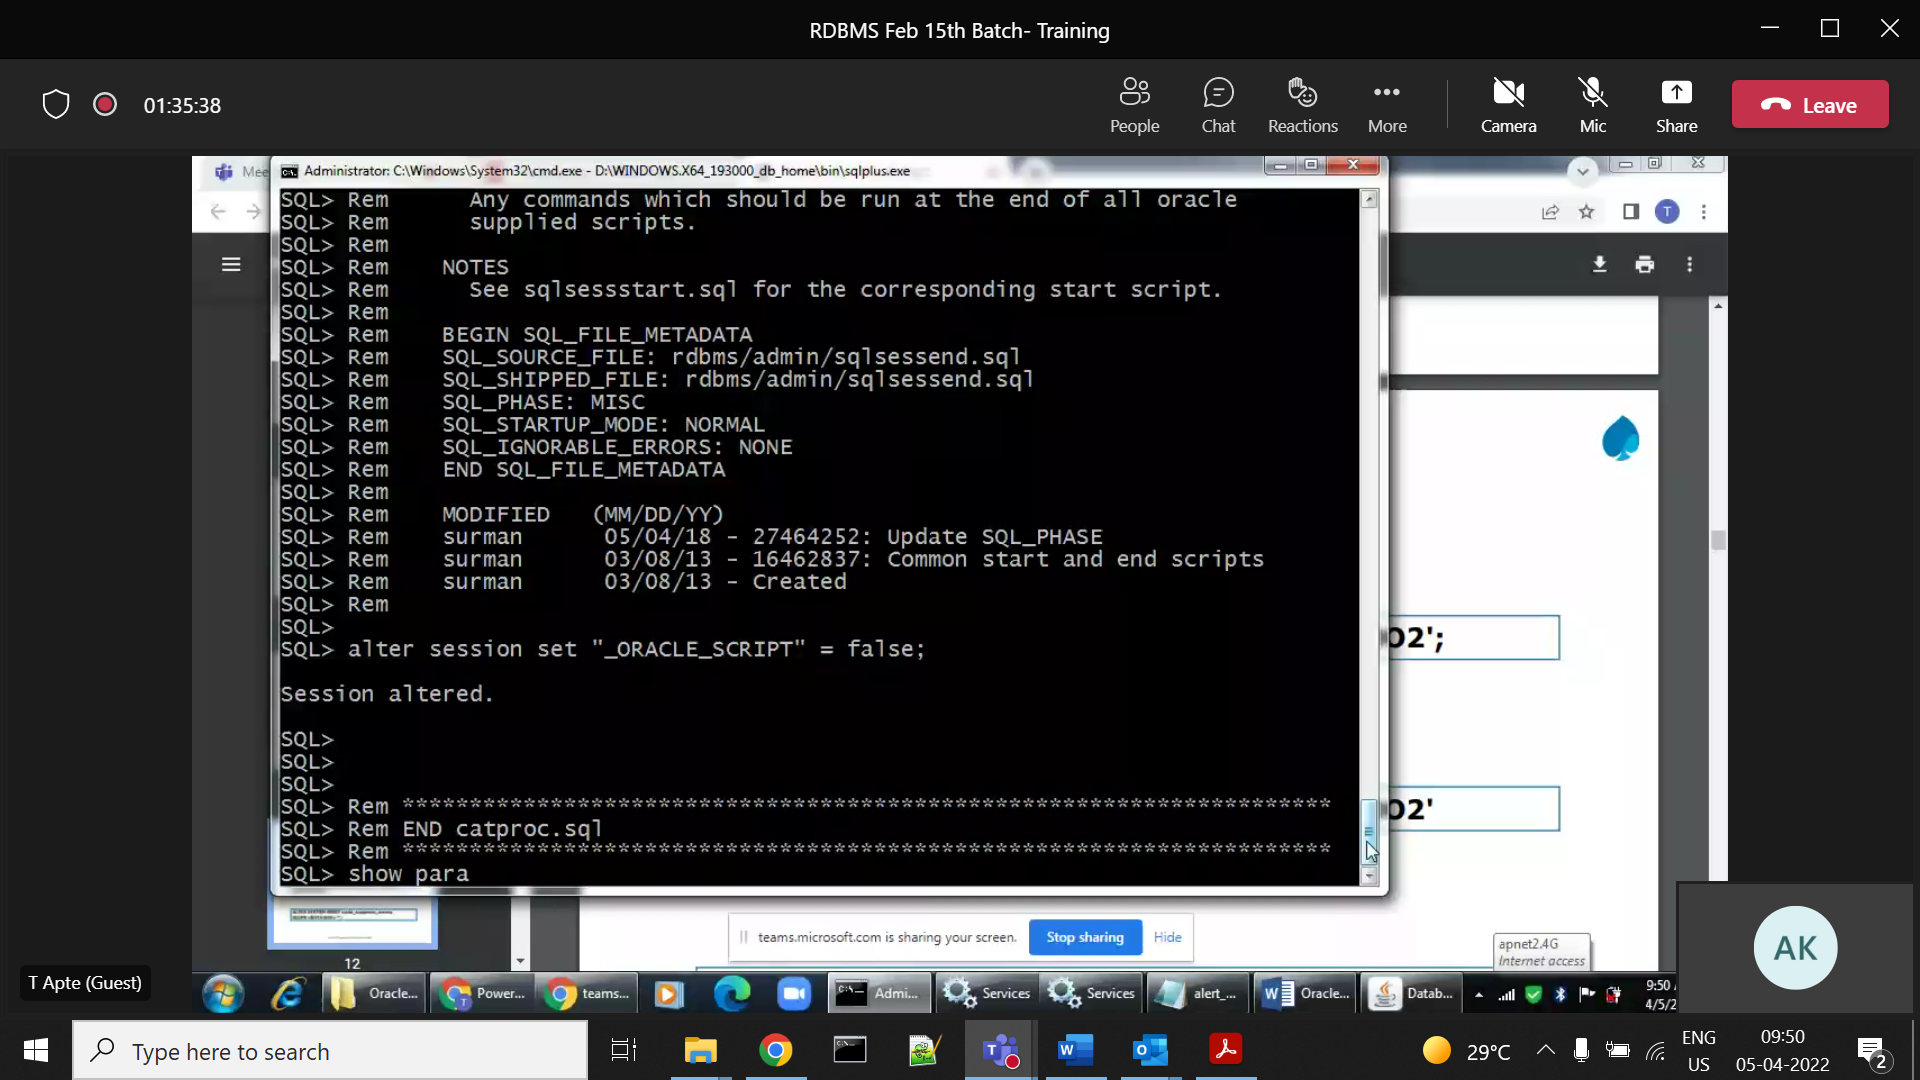 RDBMS Feb 15th Batch- Training
01:35:38
People
Chat
Reactions
More
Camera
Mic
Share
Leave
Mee
Administrator: C:\Windows\System32\cmd.exe - D:\WINDOWS.X64_193000_db_home\bin\sqlplus.exe
T
SQL> Rem      Any commands which should be run at the end of all oracle
SQL> Rem      supplied scripts.
SQL> Rem
SQL> Rem    NOTES
SQL> Rem      See sqlsessstart.sql for the corresponding start script.
SQL> Rem
SQL> Rem    BEGIN SQL_FILE_METADATA
SQL> Rem    SQL_SOURCE_FILE: rdbms/admin/sqlsessend.sql
SQL> Rem    SQL_SHIPPED_FILE: rdbms/admin/sqlsessend.sql
SQL> Rem    SQL_PHASE: MISC
SQL> Rem    SQL_STARTUP_MODE: NORMAL
SQL> Rem    SQL_IGNORABLE_ERRORS: NONE
SQL> Rem    END SQL_FILE_METADATA
SQL> Rem
SQL> Rem    MODIFIED   (MM/DD/YY)
SQL> Rem    surman      05/04/18 - 27464252: Update SQL_PHASE
SQL> Rem    surman      03/08/13 - 16462837: Common start and end scripts
SQL> Rem    surman      03/08/13 - Created
SQL> Rem
SQL>
SQL> alter session set "_ORACLE_SCRIPT" = false;
Session altered.
SQL>
SQL>
SQL>
SQL> Rem *********************************************************************
SQL> Rem END catproc.sql
SQL> Rem *********************************************************************
SQL> show para
O2';
O2'
12
teams.microsoft.com is sharing your screen.
Stop sharing
Hide
apnet2.4G
Internet access
AK
T Apte (Guest)
Oracle...
Power...
teams...
Admi...
Services
Services
alert_...
Oracle...
Datab...
9:50
4/5/2
Type here to search
29°C
ENG
US
09:50
05-04-2022
2